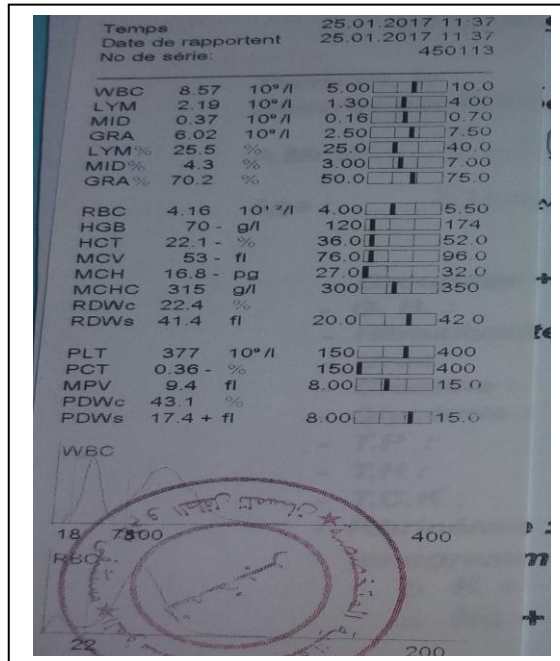 Temps 25.01.2017 11:37
Date de rapportent 25.01.2017 11:37
No de série: 450113
WBC 8.57 10⁹/l 5.00 10.0
LYM 2.19 10⁹/l 1.30 4.00
MID 0.37 10⁹/l 0.16 0.70
GRA 6.02 10⁹/l 2.50 7.50
LYM% 25.5 % 25.0 40.0
MID% 4.3 % 3.00 7.00
GRA% 70.2 % 50.0 75.0
RBC 4.16 10¹²/l 4.00 5.50
HGB 70 - g/l 120 174
HCT 22.1 - % 36.0 52.0
MCV 53 - fl 76.0 96.0
MCH 16.8 - pg 27.0 32.0
MCHC 315 g/l 300 350
RDWc 22.4 %
RDWs 41.4 fl 20.0 42.0
PLT 377 10⁹/l 150 400
PCT 0.36 - % 150 400
MPV 9.4 fl 8.00 15.0
PDWc 43.1 %
PDWs 17.4 + fl 8.00 15.0
- T.P :
- T.H :
- T.C.K :
WBC
18 400
RBC
22 200